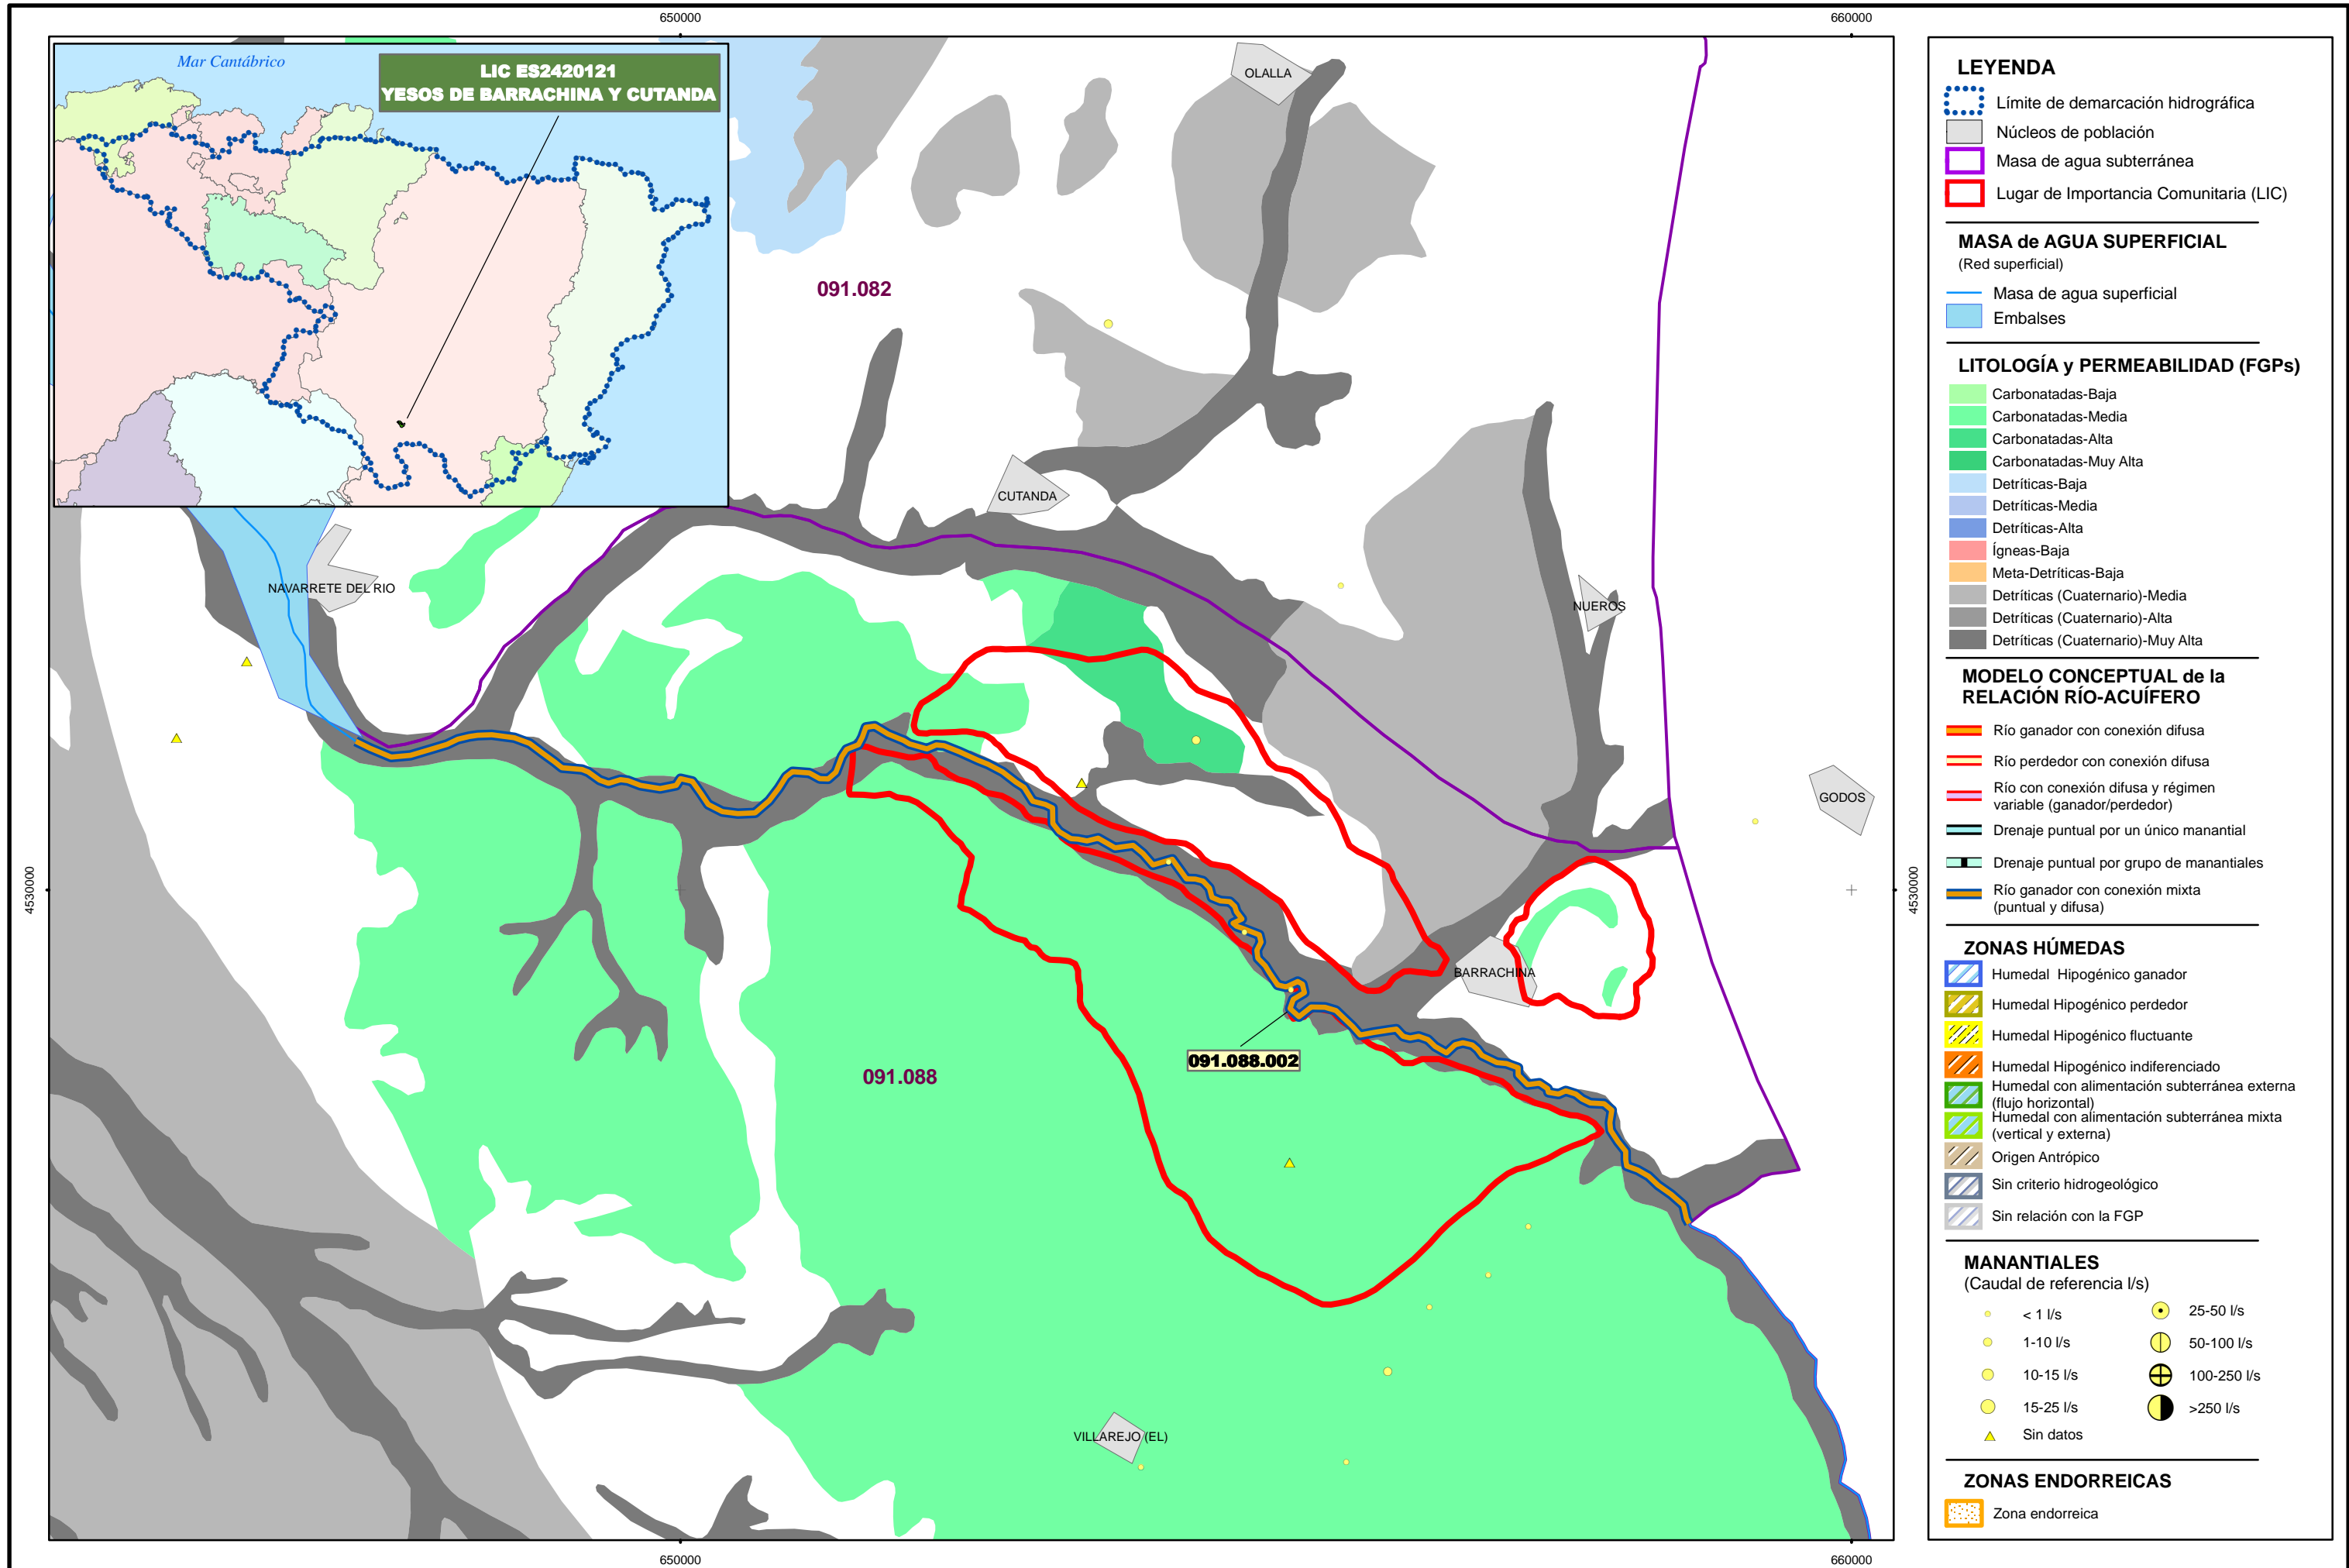 650000
660000
Mar Cantábrico
LIC ES2420121
YESOS DE BARRACHINA Y CUTANDA
OLALLA
091.082
CUTANDA
NAVARRETE DEL RIO
NUEROS
GODOS
4530000
4530000
BARRACHINA
091.088.002
091.088
VILLAREJO (EL)
650000
660000
LEYENDA
Límite de demarcación hidrográfica
Núcleos de población
Masa de agua subterránea
Lugar de Importancia Comunitaria (LIC)
MASA de AGUA SUPERFICIAL
(Red superficial)
Masa de agua superficial
Embalses
LITOLOGÍA y PERMEABILIDAD (FGPs)
Carbonatadas-Baja
Carbonatadas-Media
Carbonatadas-Alta
Carbonatadas-Muy Alta
Detríticas-Baja
Detríticas-Media
Detríticas-Alta
Ígneas-Baja
Meta-Detríticas-Baja
Detríticas (Cuaternario)-Media
Detríticas (Cuaternario)-Alta
Detríticas (Cuaternario)-Muy Alta
MODELO CONCEPTUAL de la
RELACIÓN RÍO-ACUÍFERO
Río ganador con conexión difusa
Río perdedor con conexión difusa
Río con conexión difusa y régimen
variable (ganador/perdedor)
Drenaje puntual por un único manantial
Drenaje puntual por grupo de manantiales
Río ganador con conexión mixta
(puntual y difusa)
ZONAS HÚMEDAS
Humedal Hipogénico ganador
Humedal Hipogénico perdedor
Humedal Hipogénico fluctuante
Humedal Hipogénico indiferenciado
Humedal con alimentación subterránea externa
(flujo horizontal)
Humedal con alimentación subterránea mixta
(vertical y externa)
Origen Antrópico
Sin criterio hidrogeológico
Sin relación con la FGP
MANANTIALES
(Caudal de referencia l/s)
< 1 l/s
25-50 l/s
1-10 l/s
50-100 l/s
10-15 l/s
100-250 l/s
15-25 l/s
>250 l/s
Sin datos
ZONAS ENDORREICAS
Zona endorreica